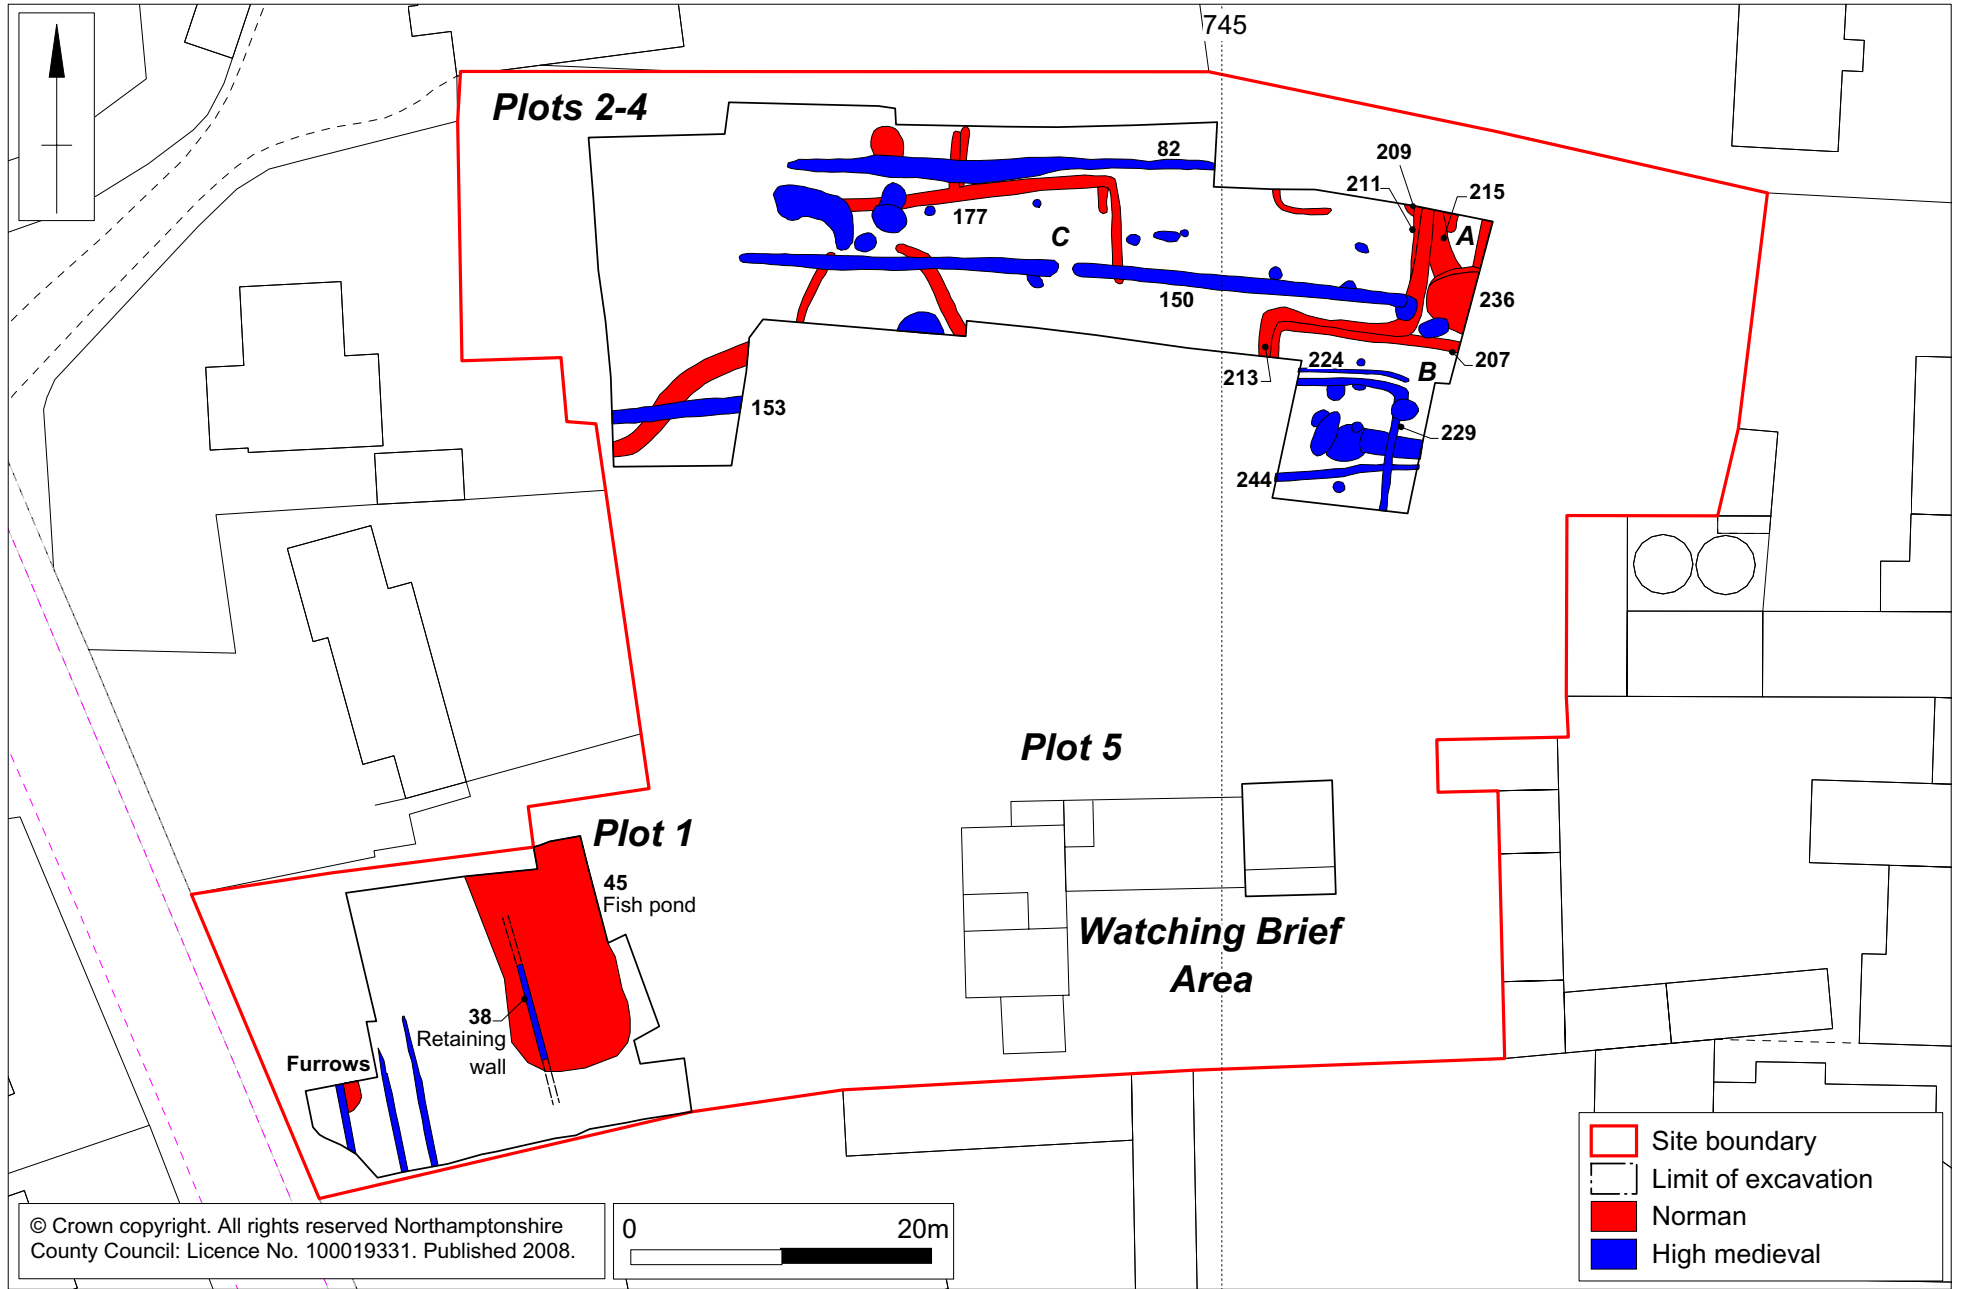 745
Plots 2-4
82
209
211
215
A
177
C
236
150
207
224
B
213
153
229
244
Plot 5
Plot 1
45
Fish pond
Watching Brief
Area
38
Retaining
wall
Furrows
Site boundary
Limit of excavation
Norman
High medieval
© Crown copyright. All rights reserved Northamptonshire
County Council: Licence No. 100019331. Published 2008.
0 20m